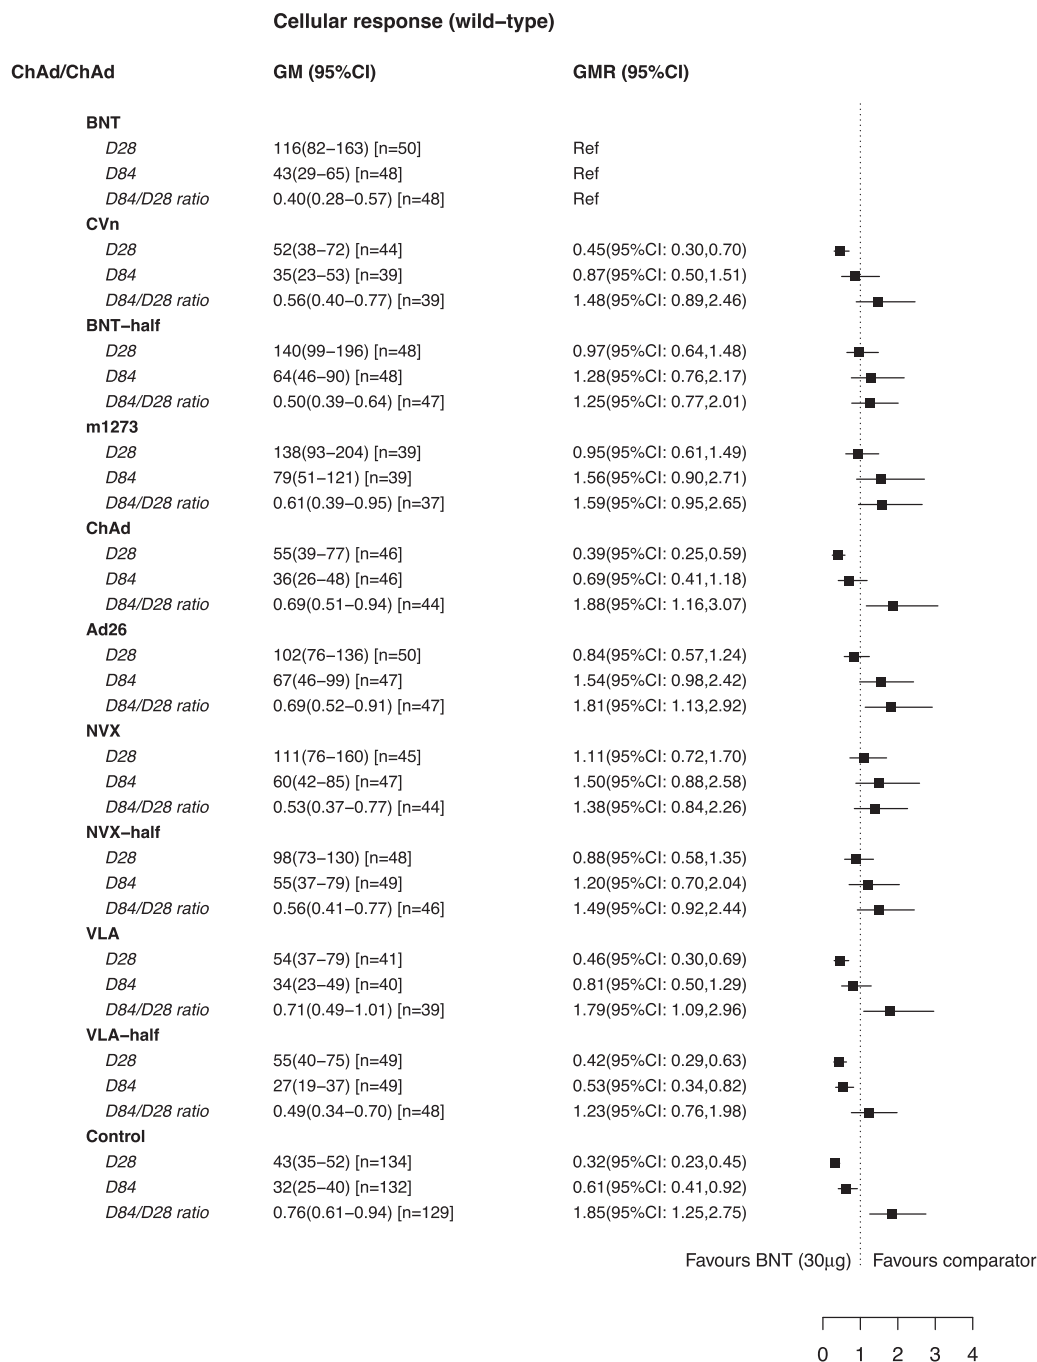 Cellular response (wild–type)
ChAd/ChAd GM (95%CI) GMR (95%CI)
BNT
D28 116(82–163) [n=50] Ref
D84 43(29–65) [n=48] Ref
D84/D28 ratio 0.40(0.28–0.57) [n=48] Ref
CVn
D28 52(38–72) [n=44] 0.45(95%CI: 0.30,0.70)
D84 35(23–53) [n=39] 0.87(95%CI: 0.50,1.51)
D84/D28 ratio 0.56(0.40–0.77) [n=39] 1.48(95%CI: 0.89,2.46)
BNT–half
D28 140(99–196) [n=48] 0.97(95%CI: 0.64,1.48)
D84 64(46–90) [n=48] 1.28(95%CI: 0.76,2.17)
D84/D28 ratio 0.50(0.39–0.64) [n=47] 1.25(95%CI: 0.77,2.01)
m1273
D28 138(93–204) [n=39] 0.95(95%CI: 0.61,1.49)
D84 79(51–121) [n=39] 1.56(95%CI: 0.90,2.71)
D84/D28 ratio 0.61(0.39–0.95) [n=37] 1.59(95%CI: 0.95,2.65)
ChAd
D28 55(39–77) [n=46] 0.39(95%CI: 0.25,0.59)
D84 36(26–48) [n=46] 0.69(95%CI: 0.41,1.18)
D84/D28 ratio 0.69(0.51–0.94) [n=44] 1.88(95%CI: 1.16,3.07)
Ad26
D28 102(76–136) [n=50] 0.84(95%CI: 0.57,1.24)
D84 67(46–99) [n=47] 1.54(95%CI: 0.98,2.42)
D84/D28 ratio 0.69(0.52–0.91) [n=47] 1.81(95%CI: 1.13,2.92)
NVX
D28 111(76–160) [n=45] 1.11(95%CI: 0.72,1.70)
D84 60(42–85) [n=47] 1.50(95%CI: 0.88,2.58)
D84/D28 ratio 0.53(0.37–0.77) [n=44] 1.38(95%CI: 0.84,2.26)
NVX–half
D28 98(73–130) [n=48] 0.88(95%CI: 0.58,1.35)
D84 55(37–79) [n=49] 1.20(95%CI: 0.70,2.04)
D84/D28 ratio 0.56(0.41–0.77) [n=46] 1.49(95%CI: 0.92,2.44)
VLA
D28 54(37–79) [n=41] 0.46(95%CI: 0.30,0.69)
D84 34(23–49) [n=40] 0.81(95%CI: 0.50,1.29)
D84/D28 ratio 0.71(0.49–1.01) [n=39] 1.79(95%CI: 1.09,2.96)
VLA–half
D28 55(40–75) [n=49] 0.42(95%CI: 0.29,0.63)
D84 27(19–37) [n=49] 0.53(95%CI: 0.34,0.82)
D84/D28 ratio 0.49(0.34–0.70) [n=48] 1.23(95%CI: 0.76,1.98)
Control
D28 43(35–52) [n=134] 0.32(95%CI: 0.23,0.45)
D84 32(25–40) [n=132] 0.61(95%CI: 0.41,0.92)
D84/D28 ratio 0.76(0.61–0.94) [n=129] 1.85(95%CI: 1.25,2.75)
Favours BNT (30μg) Favours comparator
0 1 2 3 4